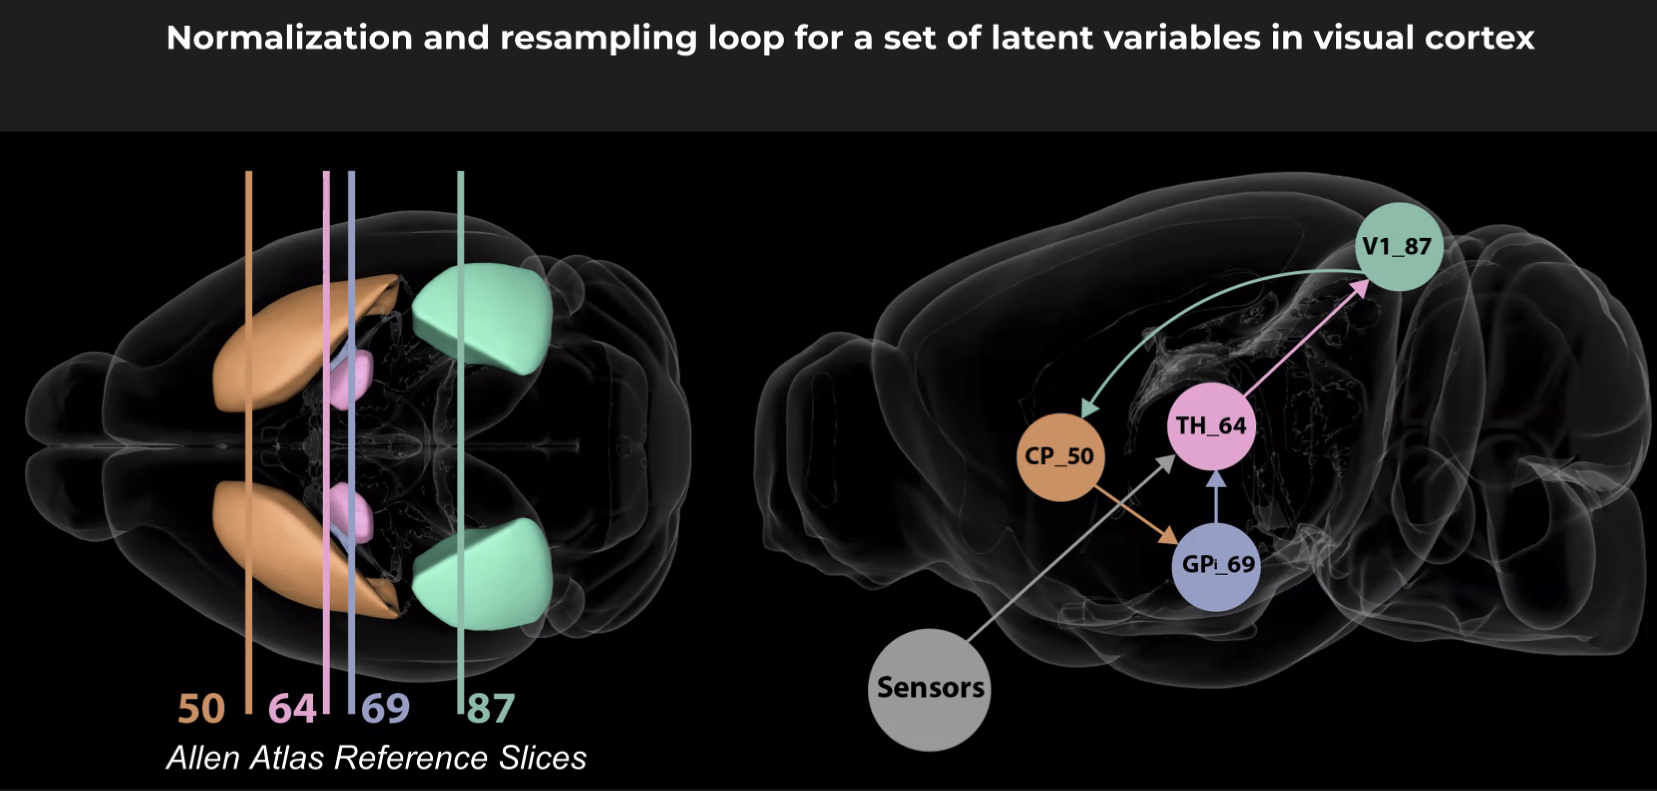 Normalization and resampling loop for a set of latent variables in visual cortex
50 64 69 87
Allen Atlas Reference Slices
V1_87
TH_64
CP_50
GPi_69
Sensors